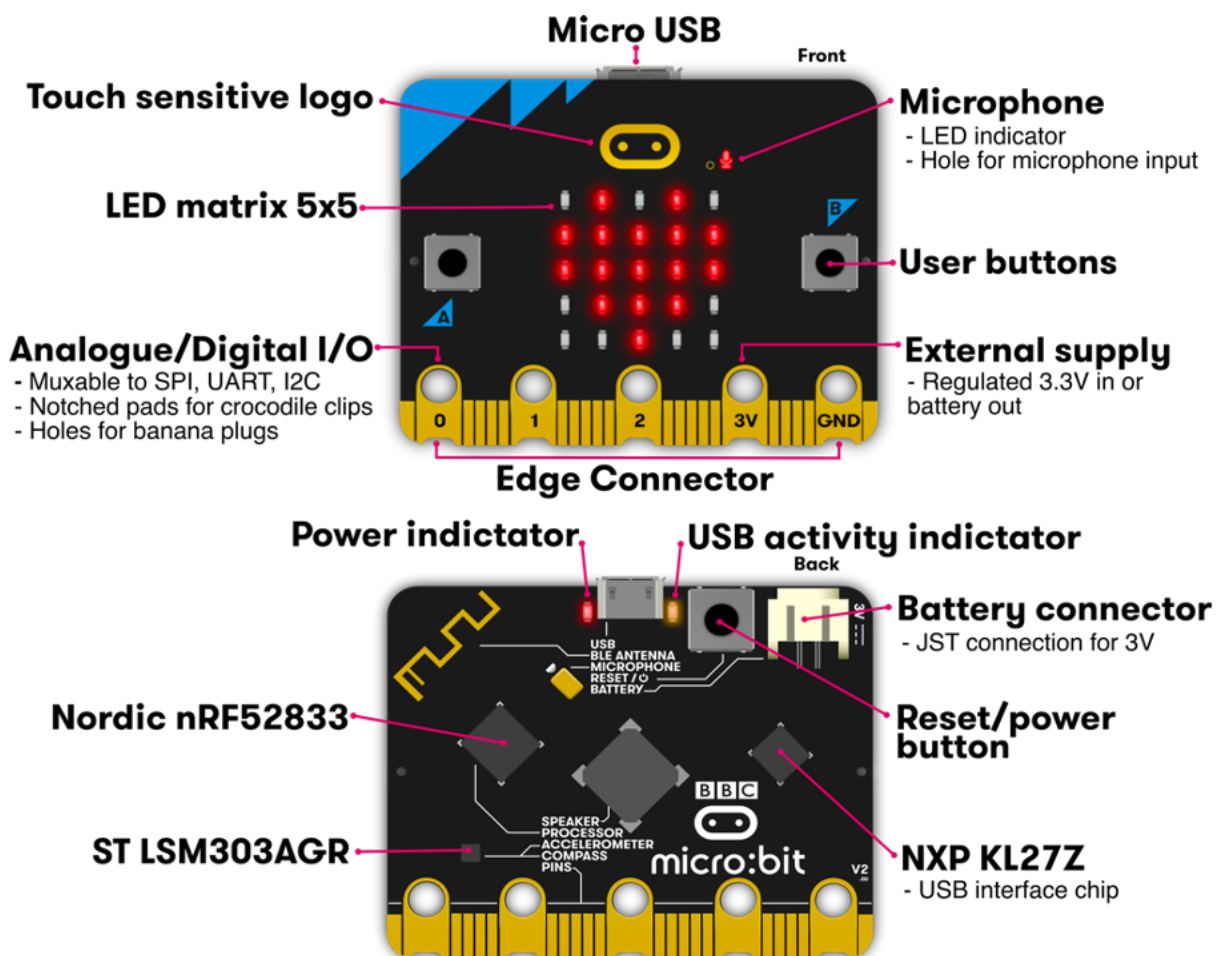 Micro USB
Front
Touch sensitive logo
Microphone
- LED indicator
- Hole for microphone input
LED matrix 5x5
B
User buttons
A
Analogue/Digital I/O
- Muxable to SPI, UART, I2C
- Notched pads for crocodile clips
- Holes for banana plugs
External supply
- Regulated 3.3V in or
battery out
0
1
2
3V
GND
Edge Connector
Power indictator
USB activity indictator
Back
Battery connector
- JST connection for 3V
3V
USB
BLE ANTENNA
MICROPHONE
RESET/⏻
BATTERY
Nordic nRF52833
Reset/power
button
BBC
SPEAKER
PROCESSOR
ACCELEROMETER
COMPASS
PINS
ST LSM303AGR
micro:bit
NXP KL27Z
- USB interface chip
V2
.00